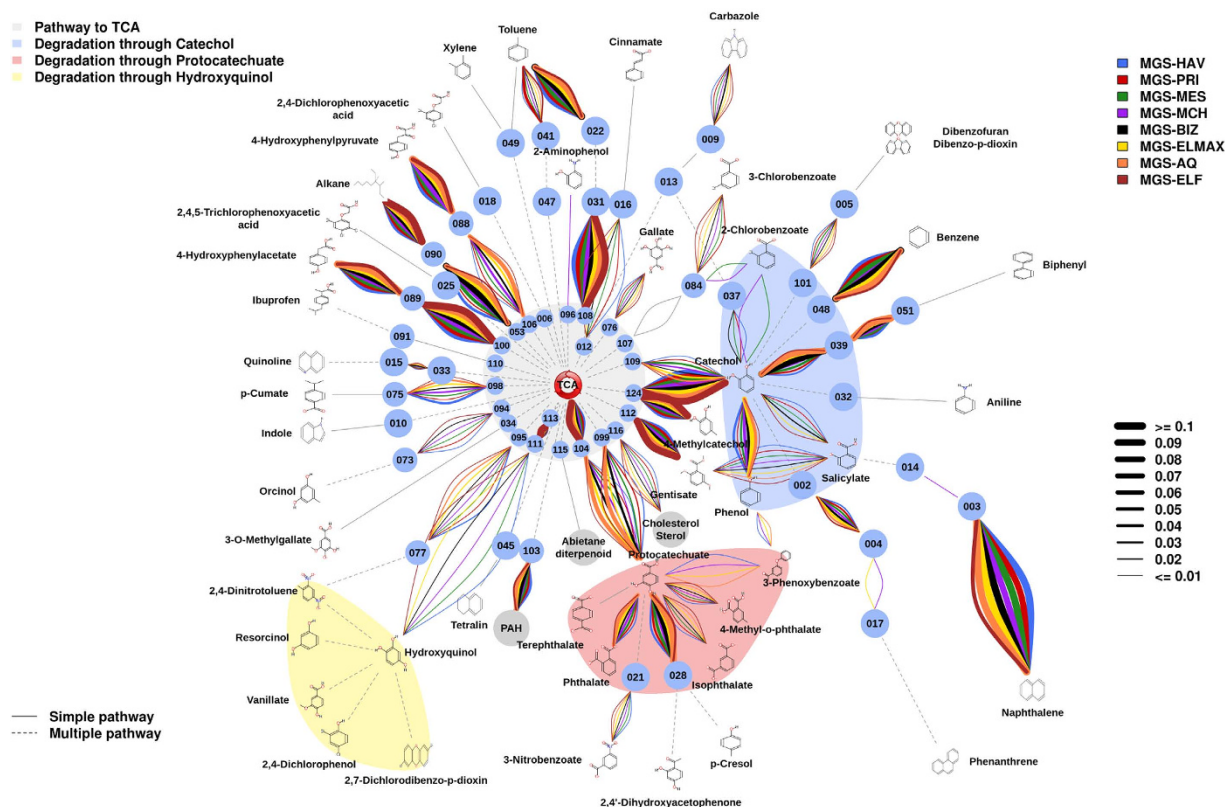 Pathway to TCA
Degradation through Catechol
Degradation through Protocatechuate
Degradation through Hydroxyquinol
Toluene
Xylene
Cinnamate
Carbazole
2,4-Dichlorophenoxyacetic
acid
4-Hydroxyphenylpyruvate
Alkane
2,4,5-Trichlorophenoxyacetic
acid
4-Hydroxyphenylacetate
Ibuprofen
Quinoline
p-Cumate
Indole
Orcinol
3-O-Methylgallate
2,4-Dinitrotoluene
Resorcinol
Vanillate
2,4-Dichlorophenol
2,7-Dichlorodibenzo-p-dioxin
Hydroxyquinol
Simple pathway
Multiple pathway
049
041
022
2-Aminophenol
009
013
3-Chlorobenzoate
018
047
031
016
Gallate
2-Chlorobenzoate
088
090
025
089
084
037
005
101
048
051
039
032
014
003
002
004
017
091
015
033
075
010
073
077
045
103
053
106
006
096
108
012
076
107
109
100
110
098
094
034
095
111
113
115
104
099
116
112
124
TCA
Catechol
4-Methylcatechol
Gentisate
Phenol
Salicylate
Cholesterol
Sterol
Abietane
diterpenoid
Protocatechuate
3-Phenoxybenzoate
Tetralin
PAH
Terephthalate
4-Methyl-o-phthalate
Phthalate
Isophthalate
021
028
3-Nitrobenzoate
2,4'-Dihydroxyacetophenone
p-Cresol
Dibenzofuran
Dibenzo-p-dioxin
Benzene
Biphenyl
Aniline
Naphthalene
Phenanthrene
MGS-HAV
MGS-PRI
MGS-MES
MGS-MCH
MGS-BIZ
MGS-ELMAX
MGS-AQ
MGS-ELF
>= 0.1
0.09
0.08
0.07
0.06
0.05
0.04
0.03
0.02
<= 0.01